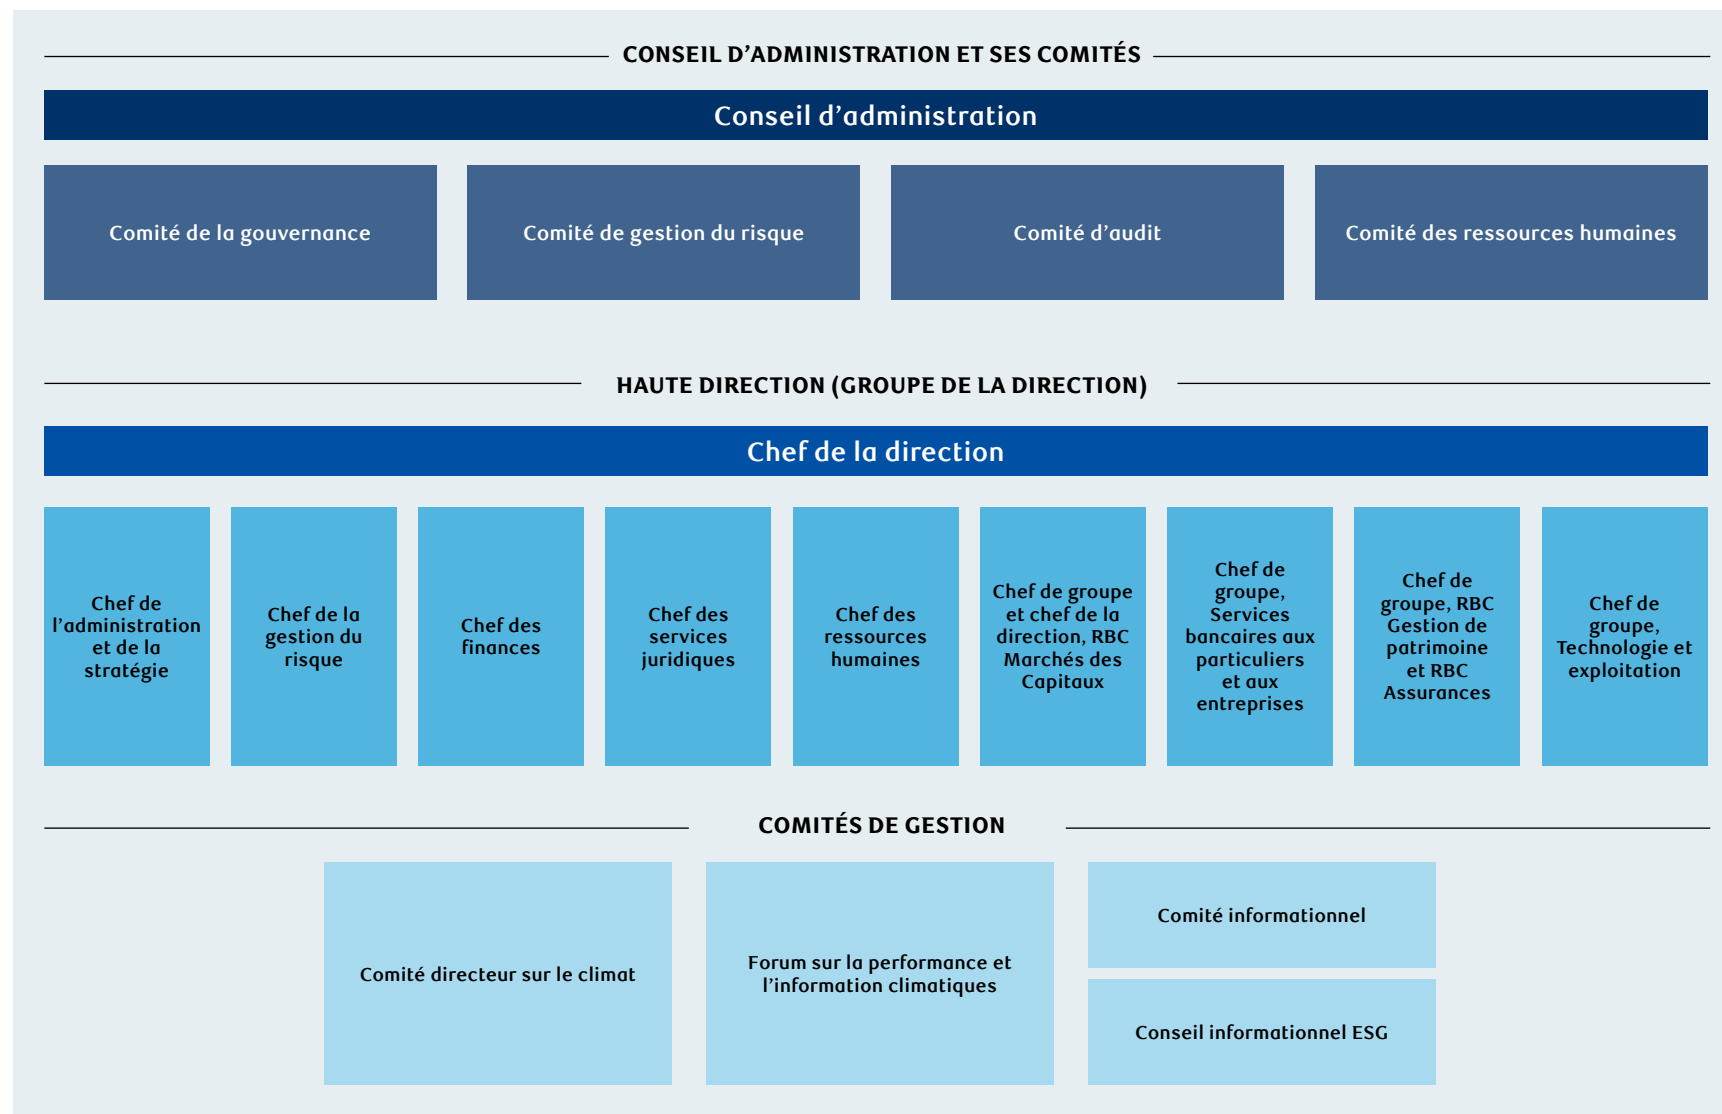 CONSEIL D’ADMINISTRATION ET SES COMITÉS
Conseil d’administration
Comité de la gouvernance
Comité de gestion du risque
Comité d’audit
Comité des ressources humaines
HAUTE DIRECTION (GROUPE DE LA DIRECTION)
Chef de la direction
Chef de
l’administration
et de la
stratégie
Chef de la
gestion du
risque
Chef des
finances
Chef des
services
juridiques
Chef des
ressources
humaines
Chef de groupe
et chef de la
direction, RBC
Marchés des
Capitaux
Chef de
groupe,
Services
bancaires aux
particuliers
et aux
entreprises
Chef de
groupe, RBC
Gestion de
patrimoine
et RBC
Assurances
Chef de
groupe,
Technologie et
exploitation
COMITÉS DE GESTION
Comité directeur sur le climat
Forum sur la performance et
l’information climatiques
Comité informationnel
Conseil informationnel ESG